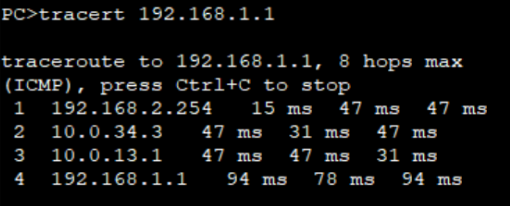 PC>tracert 192.168.1.1
traceroute to 192.168.1.1, 8 hops max
(ICMP), press Ctrl+C to stop
1 192.168.2.254 15 ms 47 ms 47 ms
2 10.0.34.3 47 ms 31 ms 47 ms
3 10.0.13.1 47 ms 47 ms 31 ms
4 192.168.1.1 94 ms 78 ms 94 ms